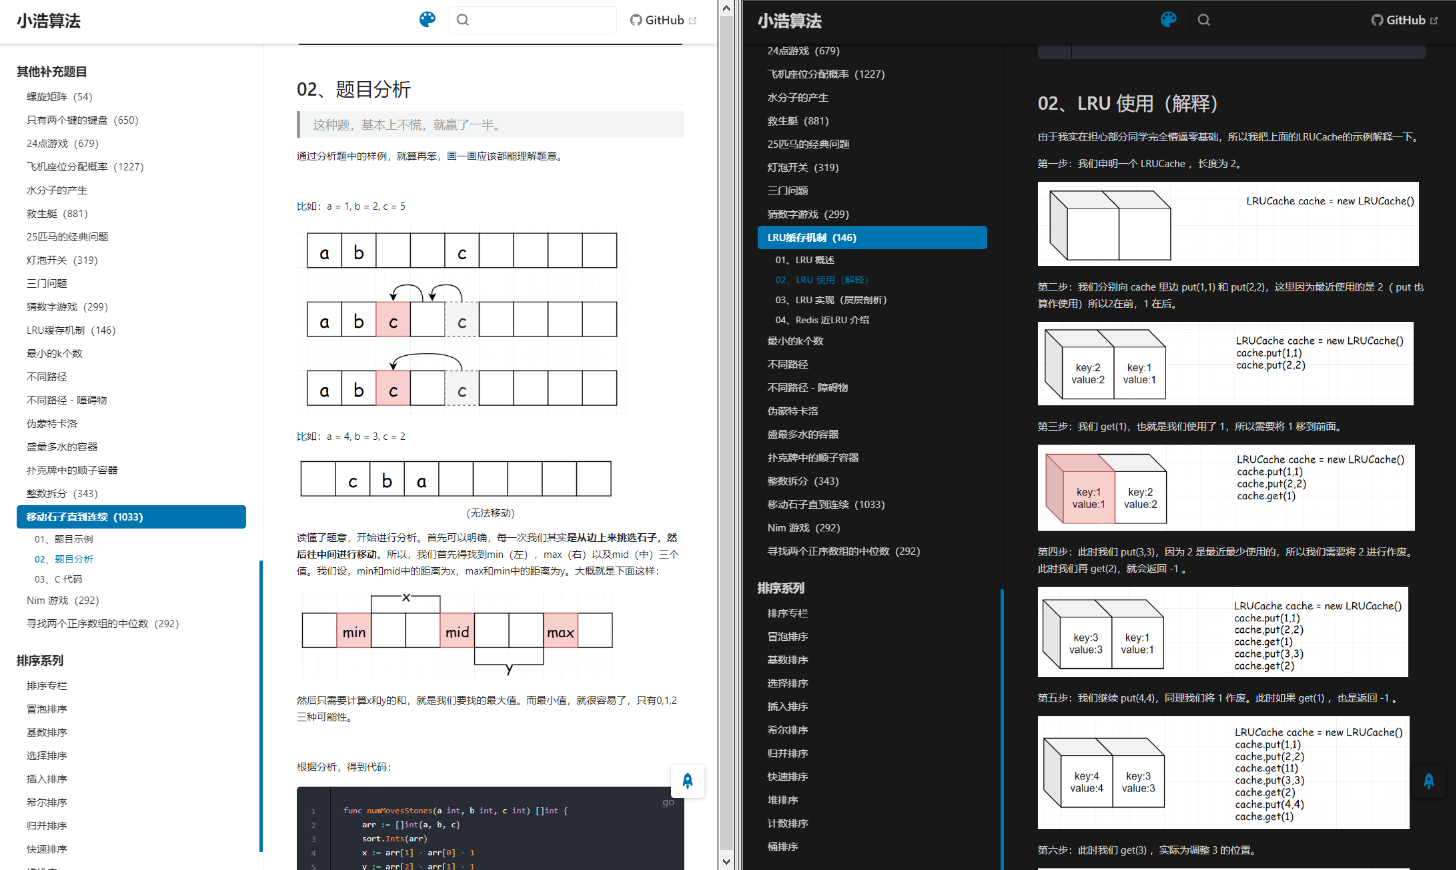 小浩算法
GitHub
其他补充题目
螺旋矩阵（54）
只有两个键的键盘（650）
24点游戏（679）
飞机座位分配概率（1227）
水分子的产生
救生艇（881）
25匹马的经典问题
灯泡开关（319）
三门问题
猜数字游戏（299）
LRU缓存机制（146）
最小的k个数
不同路径
不同路径 - 障碍物
伪蒙特卡洛
盛最多水的容器
扑克牌中的顺子容器
整数拆分（343）
移动石子直到连续（1033）
01、题目示例
02、题目分析
03、C 代码
Nim 游戏（292）
寻找两个正序数组的中位数（292）
排序系列
排序专栏
冒泡排序
基数排序
选择排序
插入排序
希尔排序
归并排序
快速排序
02、题目分析
这种题，基本上不慌，就赢了一半。
通过分析题中的样例，就算再笨，画一画应该都能理解题意。
比如：a = 1, b = 2, c = 5
a b c
a b c c
a b c c
比如：a = 4, b = 3, c = 2
c b a
(无法移动)
读懂了题意，开始进行分析。首先可以明确，每一次我们其实是从边上来挑选石子，然
后往中间进行移动。所以，我们首先得找到min（左），max（右）以及mid（中）三个
值。我们设，min和mid中的距离为x，max和min中的距离为y。大概就是下面这样：
x
min mid max
y
然后只需要计算x和y的和，就是我们要找的最大值。而最小值，就很容易了，只有0,1,2
三种可能性。
根据分析，得到代码：
go
1 func numMovesStones(a int, b int, c int) []int {
2 arr := []int{a, b, c}
3 sort.Ints(arr)
4 x := arr[1] - arr[0] - 1
5 y := arr[2] - arr[1] - 1
小浩算法
GitHub
24点游戏（679）
飞机座位分配概率（1227）
水分子的产生
救生艇（881）
25匹马的经典问题
灯泡开关（319）
三门问题
猜数字游戏（299）
LRU缓存机制（146）
01、LRU 概述
02、LRU 使用（解释）
03、LRU 实现（层层剖析）
04、Redis 近LRU 介绍
最小的k个数
不同路径
不同路径 - 障碍物
伪蒙特卡洛
盛最多水的容器
扑克牌中的顺子容器
整数拆分（343）
移动石子直到连续（1033）
Nim 游戏（292）
寻找两个正序数组的中位数（292）
排序系列
排序专栏
冒泡排序
基数排序
选择排序
插入排序
希尔排序
归并排序
快速排序
堆排序
计数排序
桶排序
02、LRU 使用（解释）
由于我实在担心部分同学完全懵逼零基础，所以我把上面的LRUCache的示例解释一下。
第一步：我们申明一个 LRUCache ，长度为 2。
LRUCache cache = new LRUCache()
第二步：我们分别向 cache 里边 put(1,1) 和 put(2,2)，这里因为最近使用的是 2（ put 也
算作使用）所以2在前，1 在后。
key:2 value:2
key:1 value:1
LRUCache cache = new LRUCache()
cache.put(1,1)
cache,put(2,2)
第三步：我们 get(1)，也就是我们使用了 1，所以需要将 1 移到前面。
key:1 value:1
key:2 value:2
LRUCache cache = new LRUCache()
cache.put(1,1)
cache,put(2,2)
cache.get(1)
第四步：此时我们 put(3,3)，因为 2 是最近最少使用的，所以我们需要将 2 进行作废。
此时我们再 get(2)，就会返回 -1 。
key:3 value:3
key:1 value:1
LRUCache cache = new LRUCache()
cache.put(1,1)
cache,put(2,2)
cache.get(1)
cache.put(3,3)
cache.get(2)
第五步：我们继续 put(4,4)，同理我们将 1 作废。此时如果 get(1) ，也是返回 -1 。
key:4 value:4
key:3 value:3
LRUCache cache = new LRUCache()
cache.put(1,1)
cache,put(2,2)
cache.get(11)
cache.put(3,3)
cache.get(2)
cache.put(4,4)
cache.get(1)
第六步：此时我们 get(3) ，实际为调整 3 的位置。